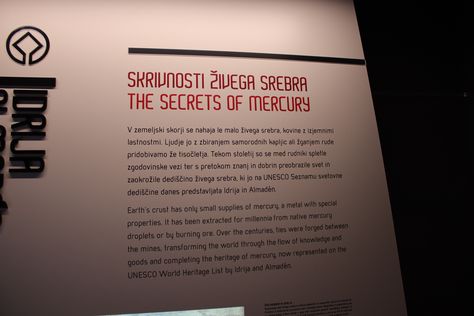 SKRIVNOSTI ŽIVEGA SREBRA
THE SECRETS OF MERCURY
V zemeljski skorji se nahaja le malo živega srebra, kovine z izjemnimi
lastnostmi. Ljudje jo z zbiranjem samorodnih kapljic ali žganjem rude
pridobivamo že tisočletja. Tekom stoletij so se med rudniki spletle
zgodovinske vezi ter s pretokom znanj in dobrin preobrazile svet in
zaokrožile dediščino živega srebra, ki jo na UNESCO Seznamu svetovne
dediščine danes predstavljata Idrija in Almadén.
Earth's crust has only small supplies of mercury, a metal with special
properties. It has been extracted for millennia from native mercury
droplets or by burning ore. Over the centuries, ties were forged between
the mines, transforming the world through the flow of knowledge and
goods and completing the heritage of mercury, now represented on the
UNESCO World Heritage List by Idrija and Almadén.
IDRIJA